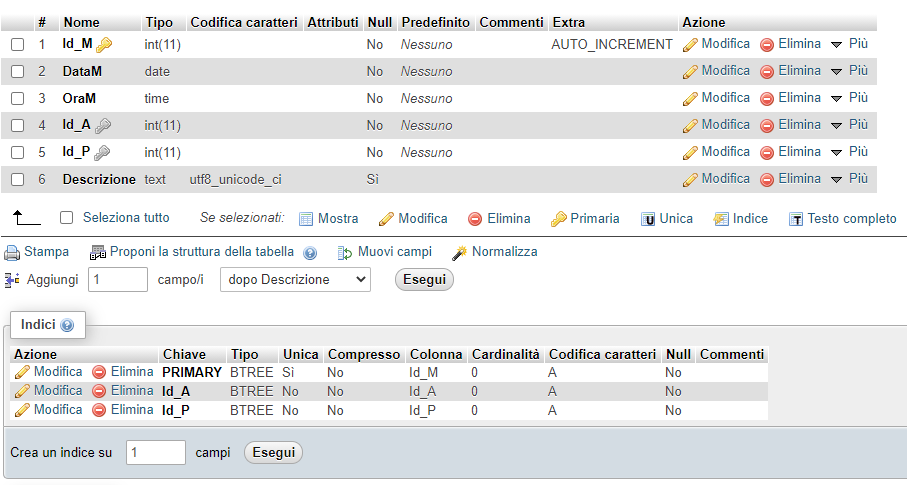 # Nome Tipo Codifica caratteri Attributi Null Predefinito Commenti Extra Azione
1 Id_M int(11) No Nessuno AUTO_INCREMENT Modifica Elimina Più
2 DataM date No Nessuno Modifica Elimina Più
3 OraM time No Nessuno Modifica Elimina Più
4 Id_A int(11) No Nessuno Modifica Elimina Più
5 Id_P int(11) No Nessuno Modifica Elimina Più
6 Descrizione text utf8_unicode_ci Sì Modifica Elimina Più
Seleziona tutto Se selezionati: Mostra Modifica Elimina Primaria Unica Indice Testo completo
Stampa Proponi la struttura della tabella Muovi campi Normalizza
Aggiungi 1 campo/i dopo Descrizione Esegui
Indici
Azione Chiave Tipo Unica Compresso Colonna Cardinalità Codifica caratteri Null Commenti
Modifica Elimina PRIMARY BTREE Sì No Id_M 0 A No
Modifica Elimina Id_A BTREE No No Id_A 0 A No
Modifica Elimina Id_P BTREE No No Id_P 0 A No
Crea un indice su 1 campi Esegui